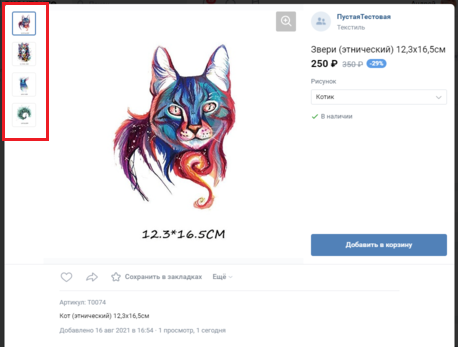 ПустаяТестовая
Текстиль
Звери (этнический) 12,3х16,5см
250 ₽ 350 ₽ -29%
Рисунок
Котик
В наличии
12.3*16.5CM
Добавить в корзину
Сохранить в закладках Ещё
Артикул: T0074
Кот (этнический) 12,3х16,5см
Добавлено 16 авг 2021 в 16:54 · 1 просмотр, 1 сегодня